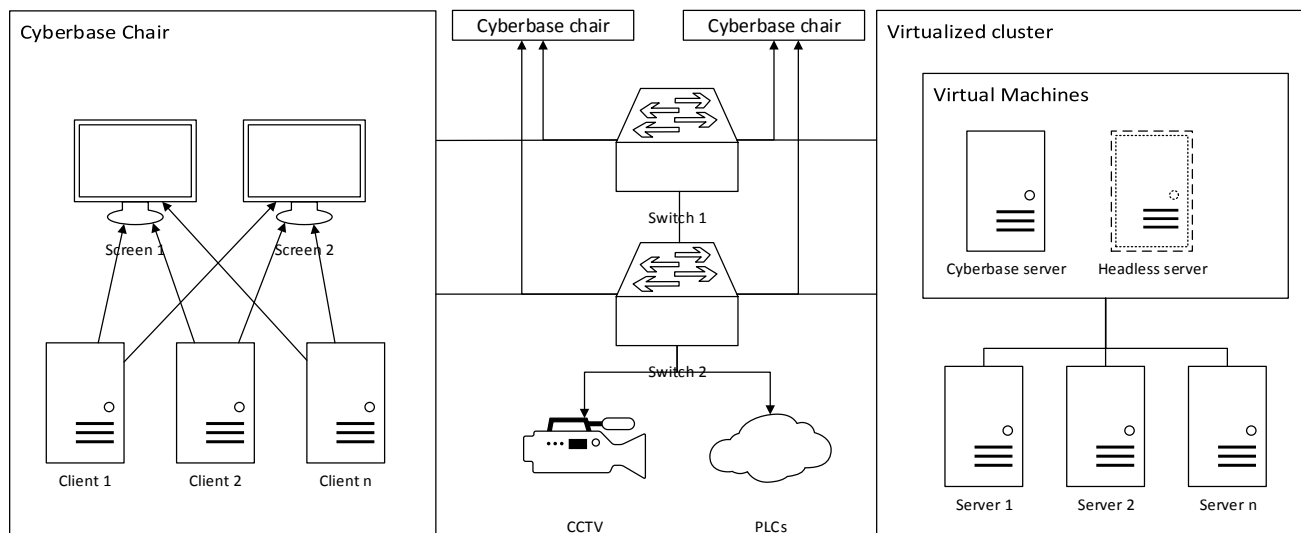 Cyberbase Chair
Cyberbase chair
Cyberbase chair
Virtualized cluster
Virtual Machines
Screen 1
Screen 2
Switch 1
Cyberbase server
Headless server
Switch 2
Client 1
Client 2
Client n
CCTV
PLCs
Server 1
Server 2
Server n